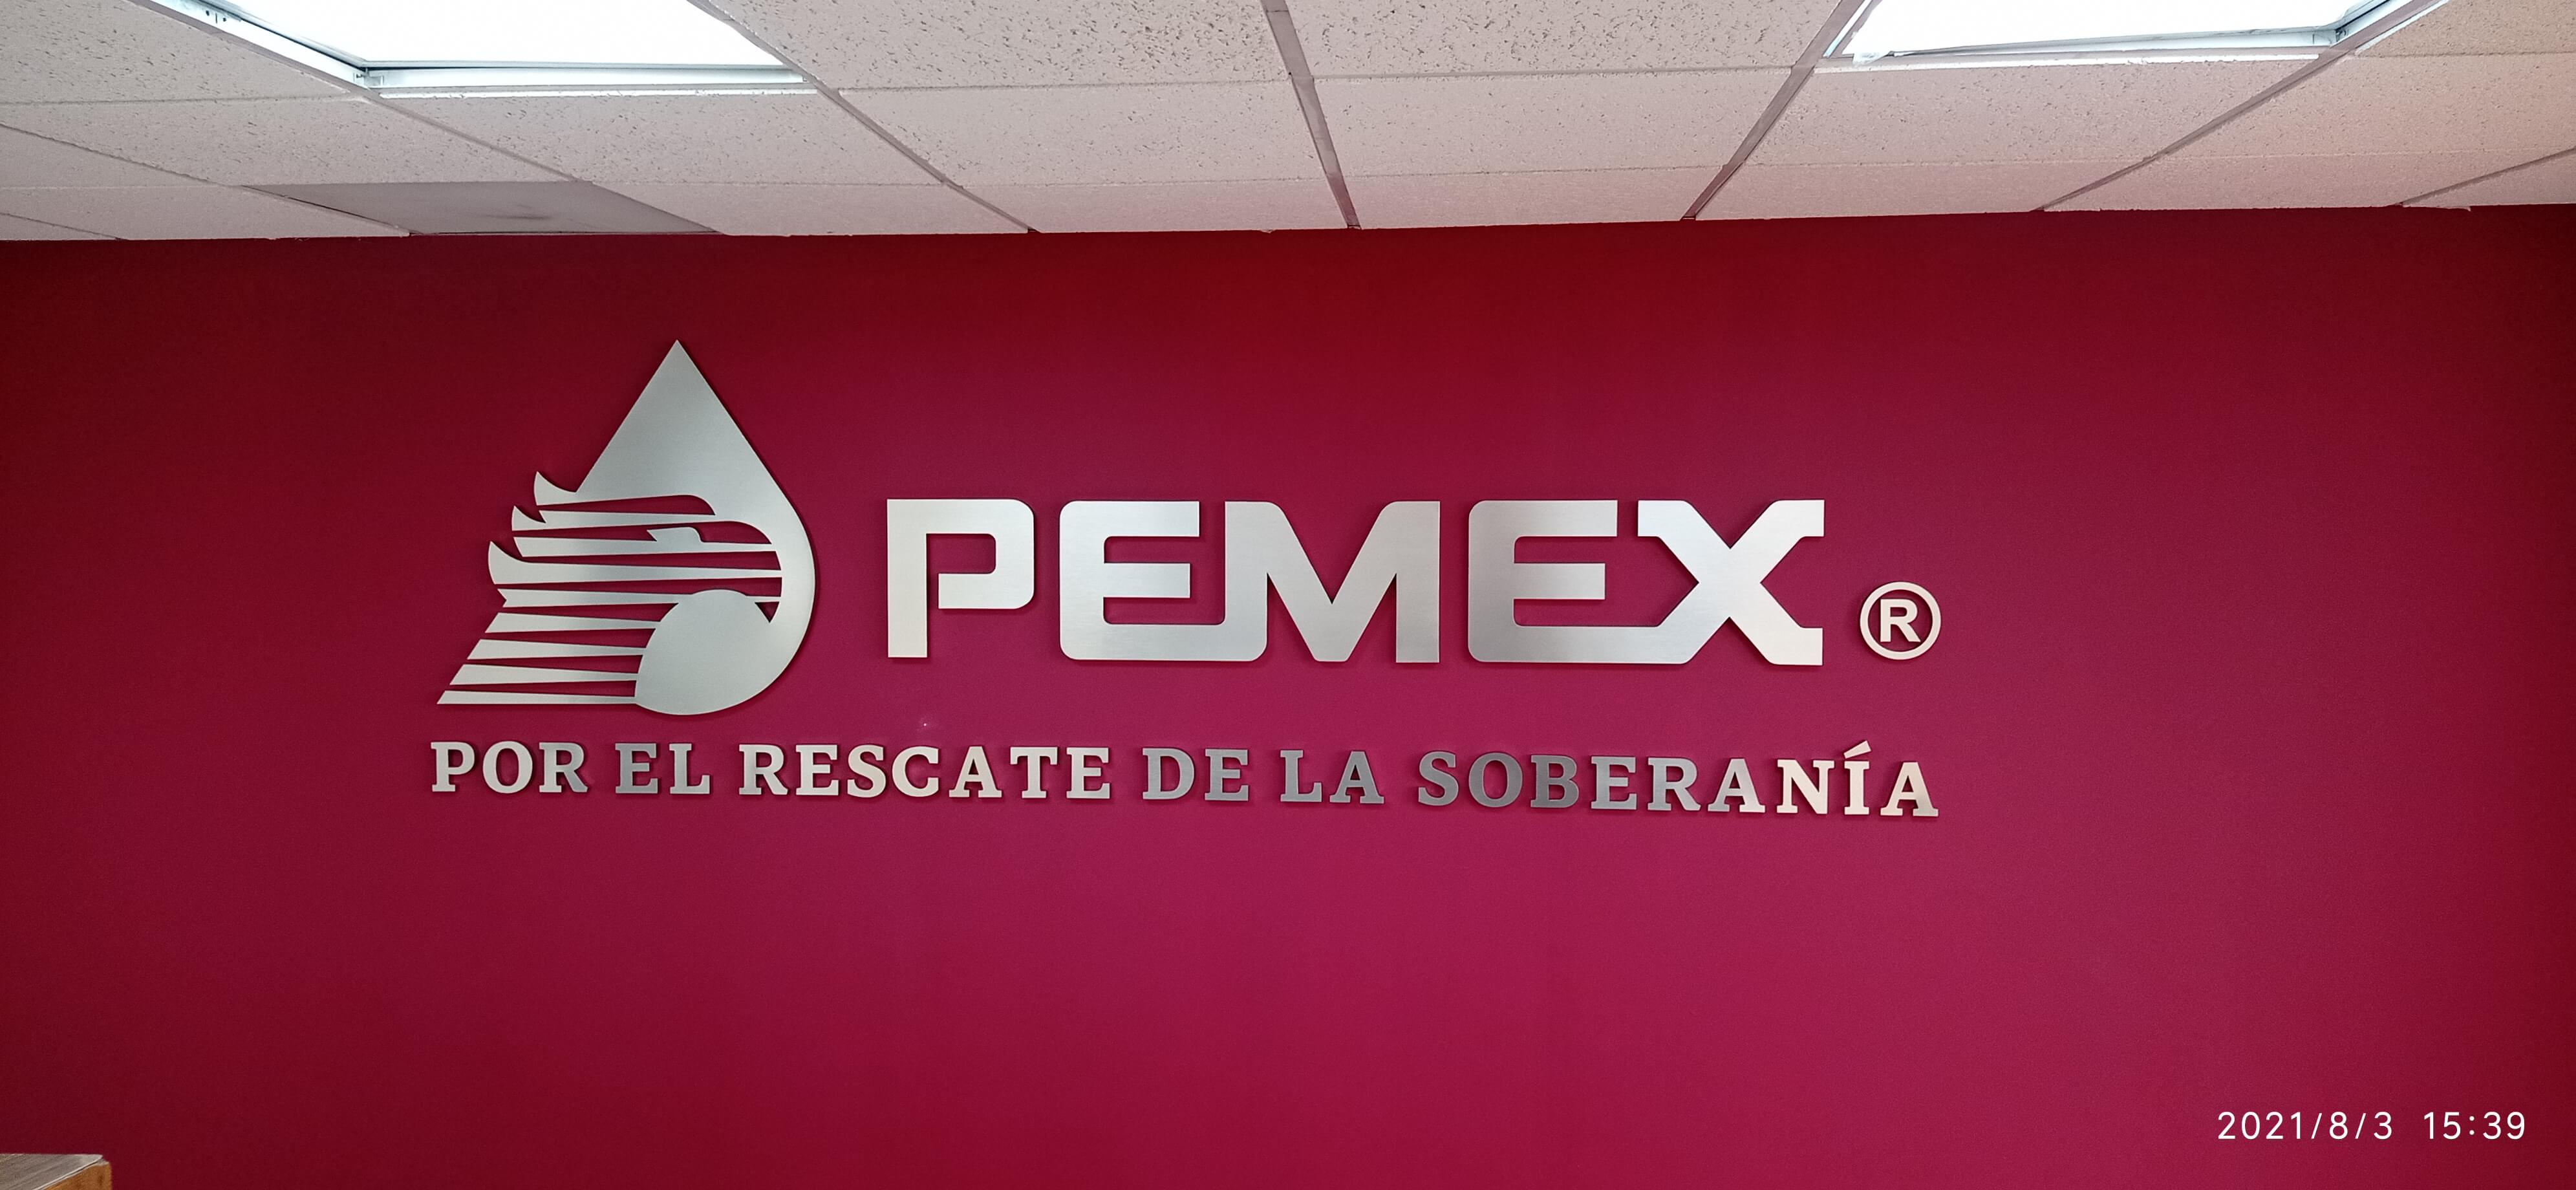 PEMEX ®
POR EL RESCATE DE LA SOBERANÍA
2021/8/3 15:39